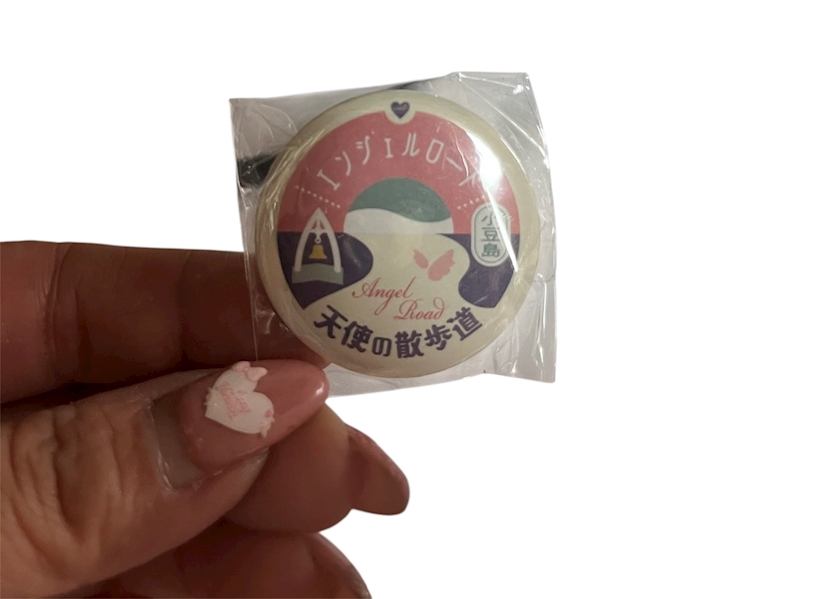 エンジェルロード
小豆島
Angel
Road
天使の散歩道